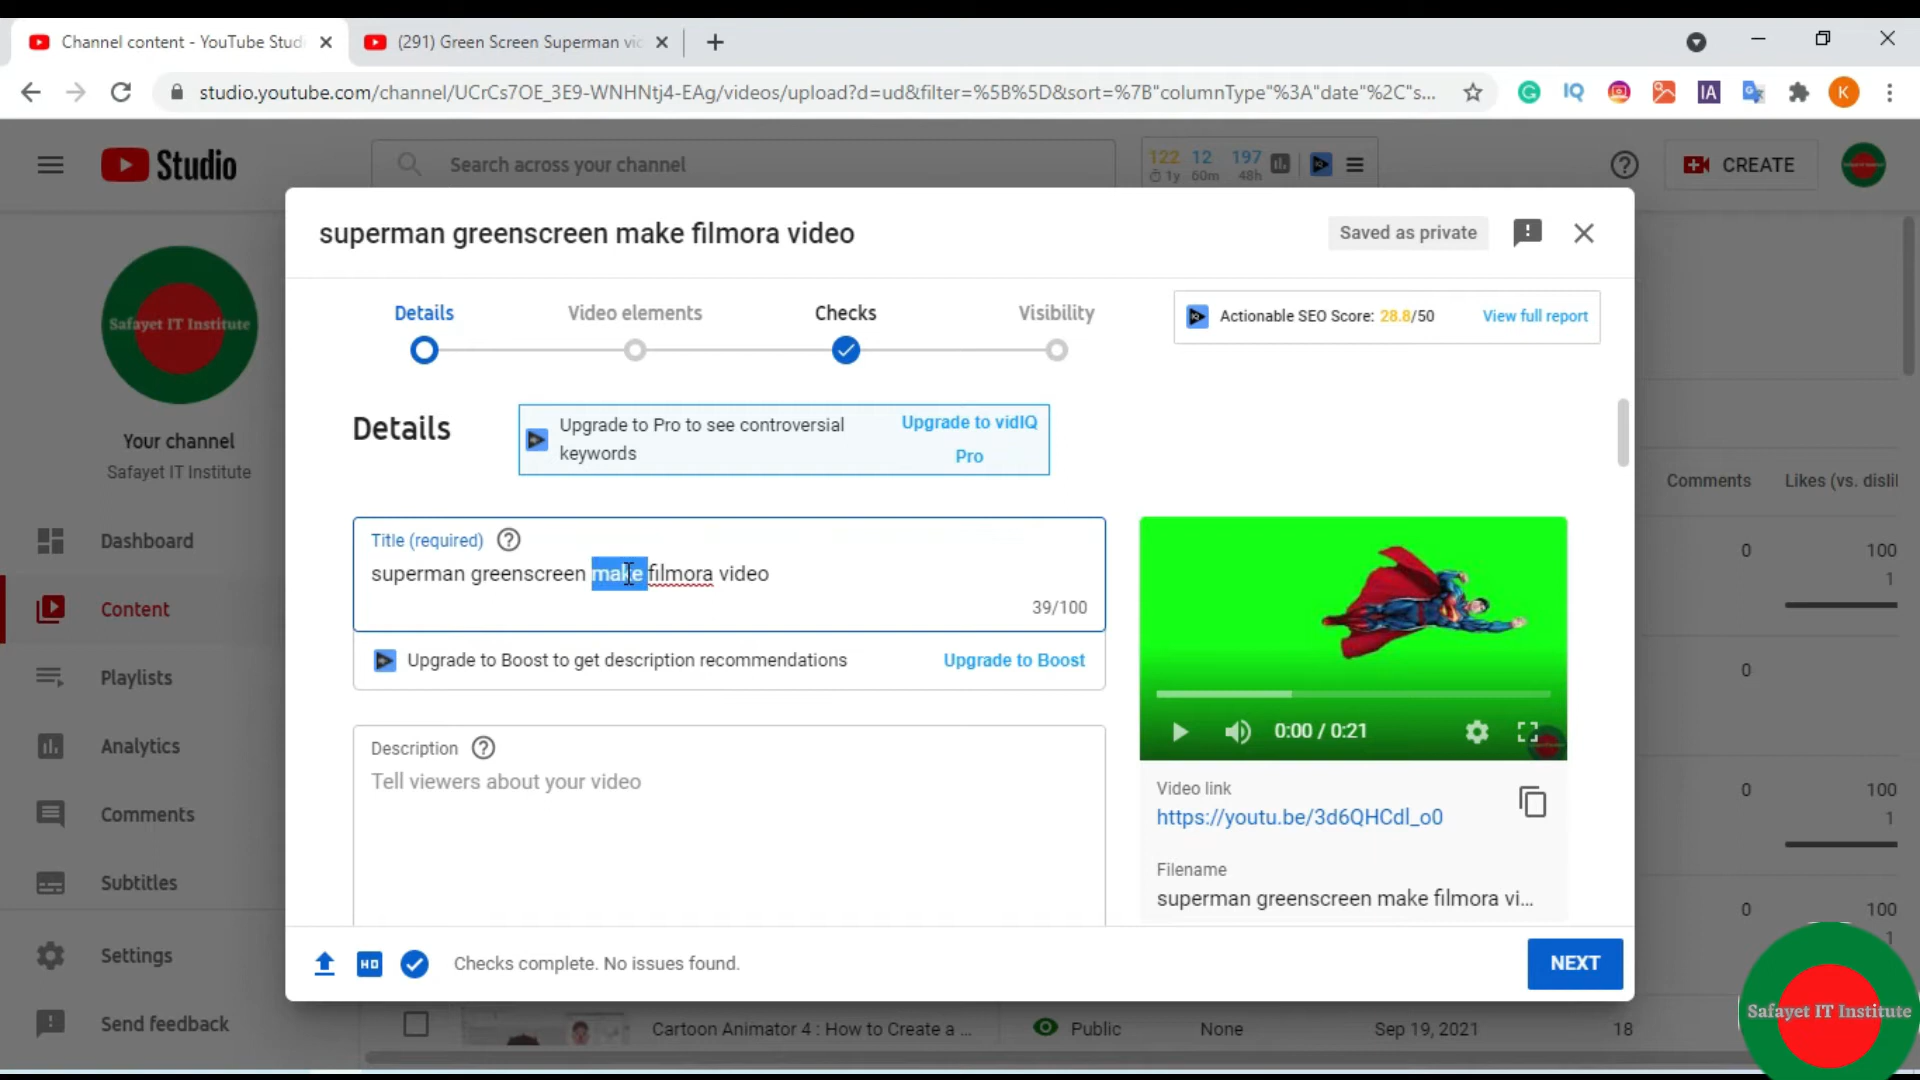 Channel content - YouTube Stud
(291) Green Screen Superman vid
studio.youtube.com/channel/UCrCs7OE_3E9-WNHNtj4-EAg/videos/upload?d=ud&filter=%5B%5D&sort=%7B"columnType"%3A"date"%2C"s...
IQ
IA
K
Studio
Search across your channel
122 12 197
1y 60m 48h
CREATE
superman greenscreen make filmora video
Saved as private
Details
Video elements
Checks
Visibility
Actionable SEO Score: 28.8/50
View full report
Safayet IT Institute
Your channel
Safayet IT Institute
Details
Upgrade to Pro to see controversial
keywords
Upgrade to vidIQ
Pro
Comments
Likes (vs. disli
Title (required)
superman greenscreen make filmora video
39/100
Upgrade to Boost to get description recommendations
Upgrade to Boost
Description
Tell viewers about your video
0:00 / 0:21
Video link
https://youtu.be/3d6QHCdl_o0
Filename
superman greenscreen make filmora vi...
Dashboard
Content
Playlists
Analytics
Comments
Subtitles
Settings
Send feedback
0
100
1
0
0
100
1
0
100
1
HD
Checks complete. No issues found.
NEXT
Cartoon Animator 4 : How to Create a ...
Public
None
Sep 19, 2021
18
Safayet IT Institute